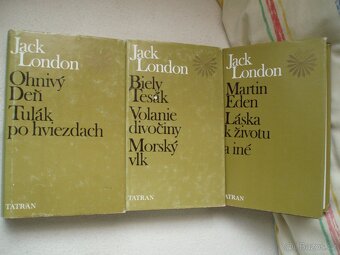 Jack
London
Ohnivý
Deň
Tulák
po hviezdach
TATRAN
Jack
London
Biely
Tesák
Volanie
divočiny
Morský
vlk
TATRAN
Jack
London
Martin
Eden
Láska
k životu
a iné
TATRAN